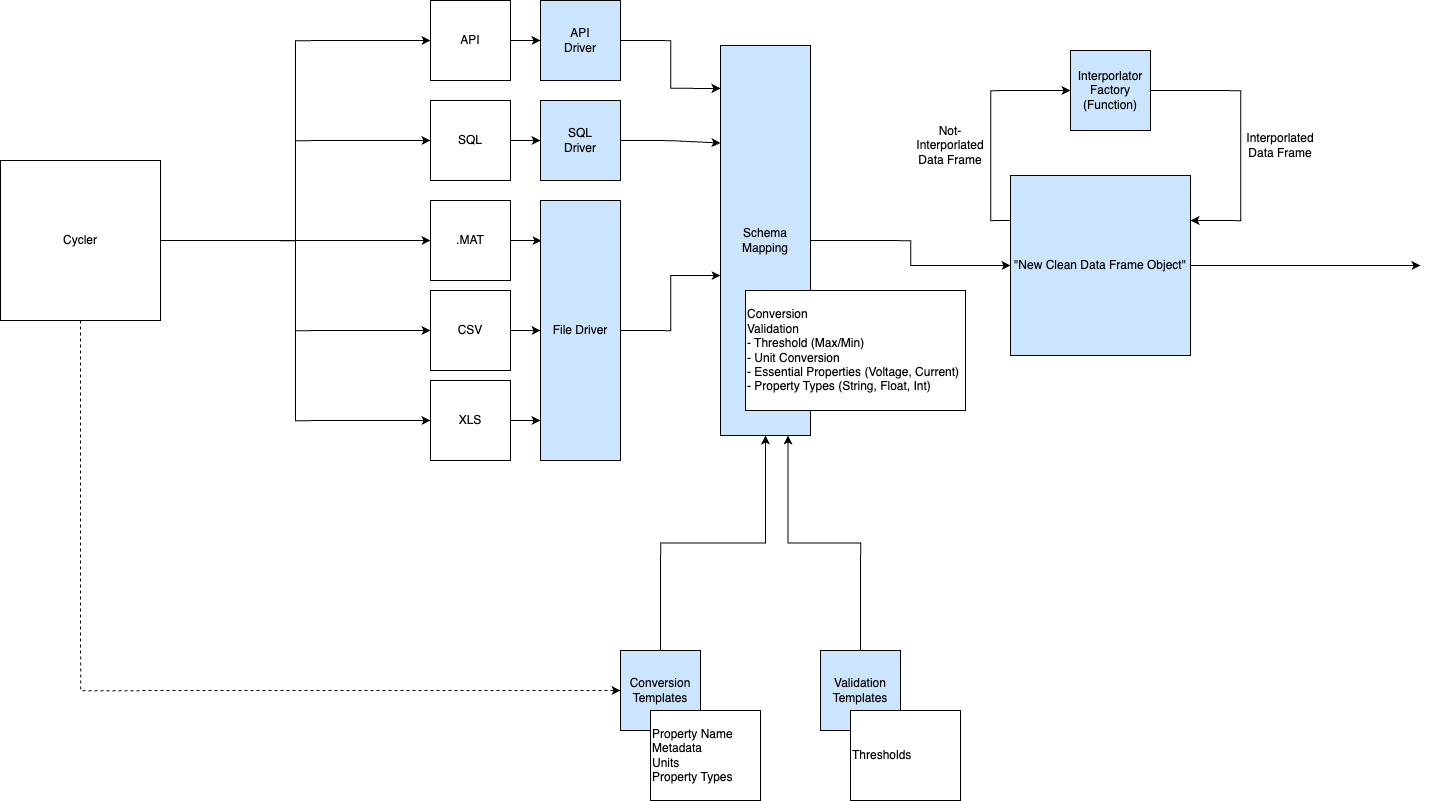 API
API
Driver
SQL
SQL
Driver
Cycler
.MAT
CSV
XLS
File Driver
Schema
Mapping
Conversion
Validation
- Threshold (Max/Min)
- Unit Conversion
- Essential Properties (Voltage, Current)
- Property Types (String, Float, Int)
Interporlator
Factory
(Function)
Not-
Interporlated
Data Frame
Interporlated
Data Frame
"New Clean Data Frame Object"
Conversion
Templates
Property Name
Metadata
Units
Property Types
Validation
Templates
Thresholds